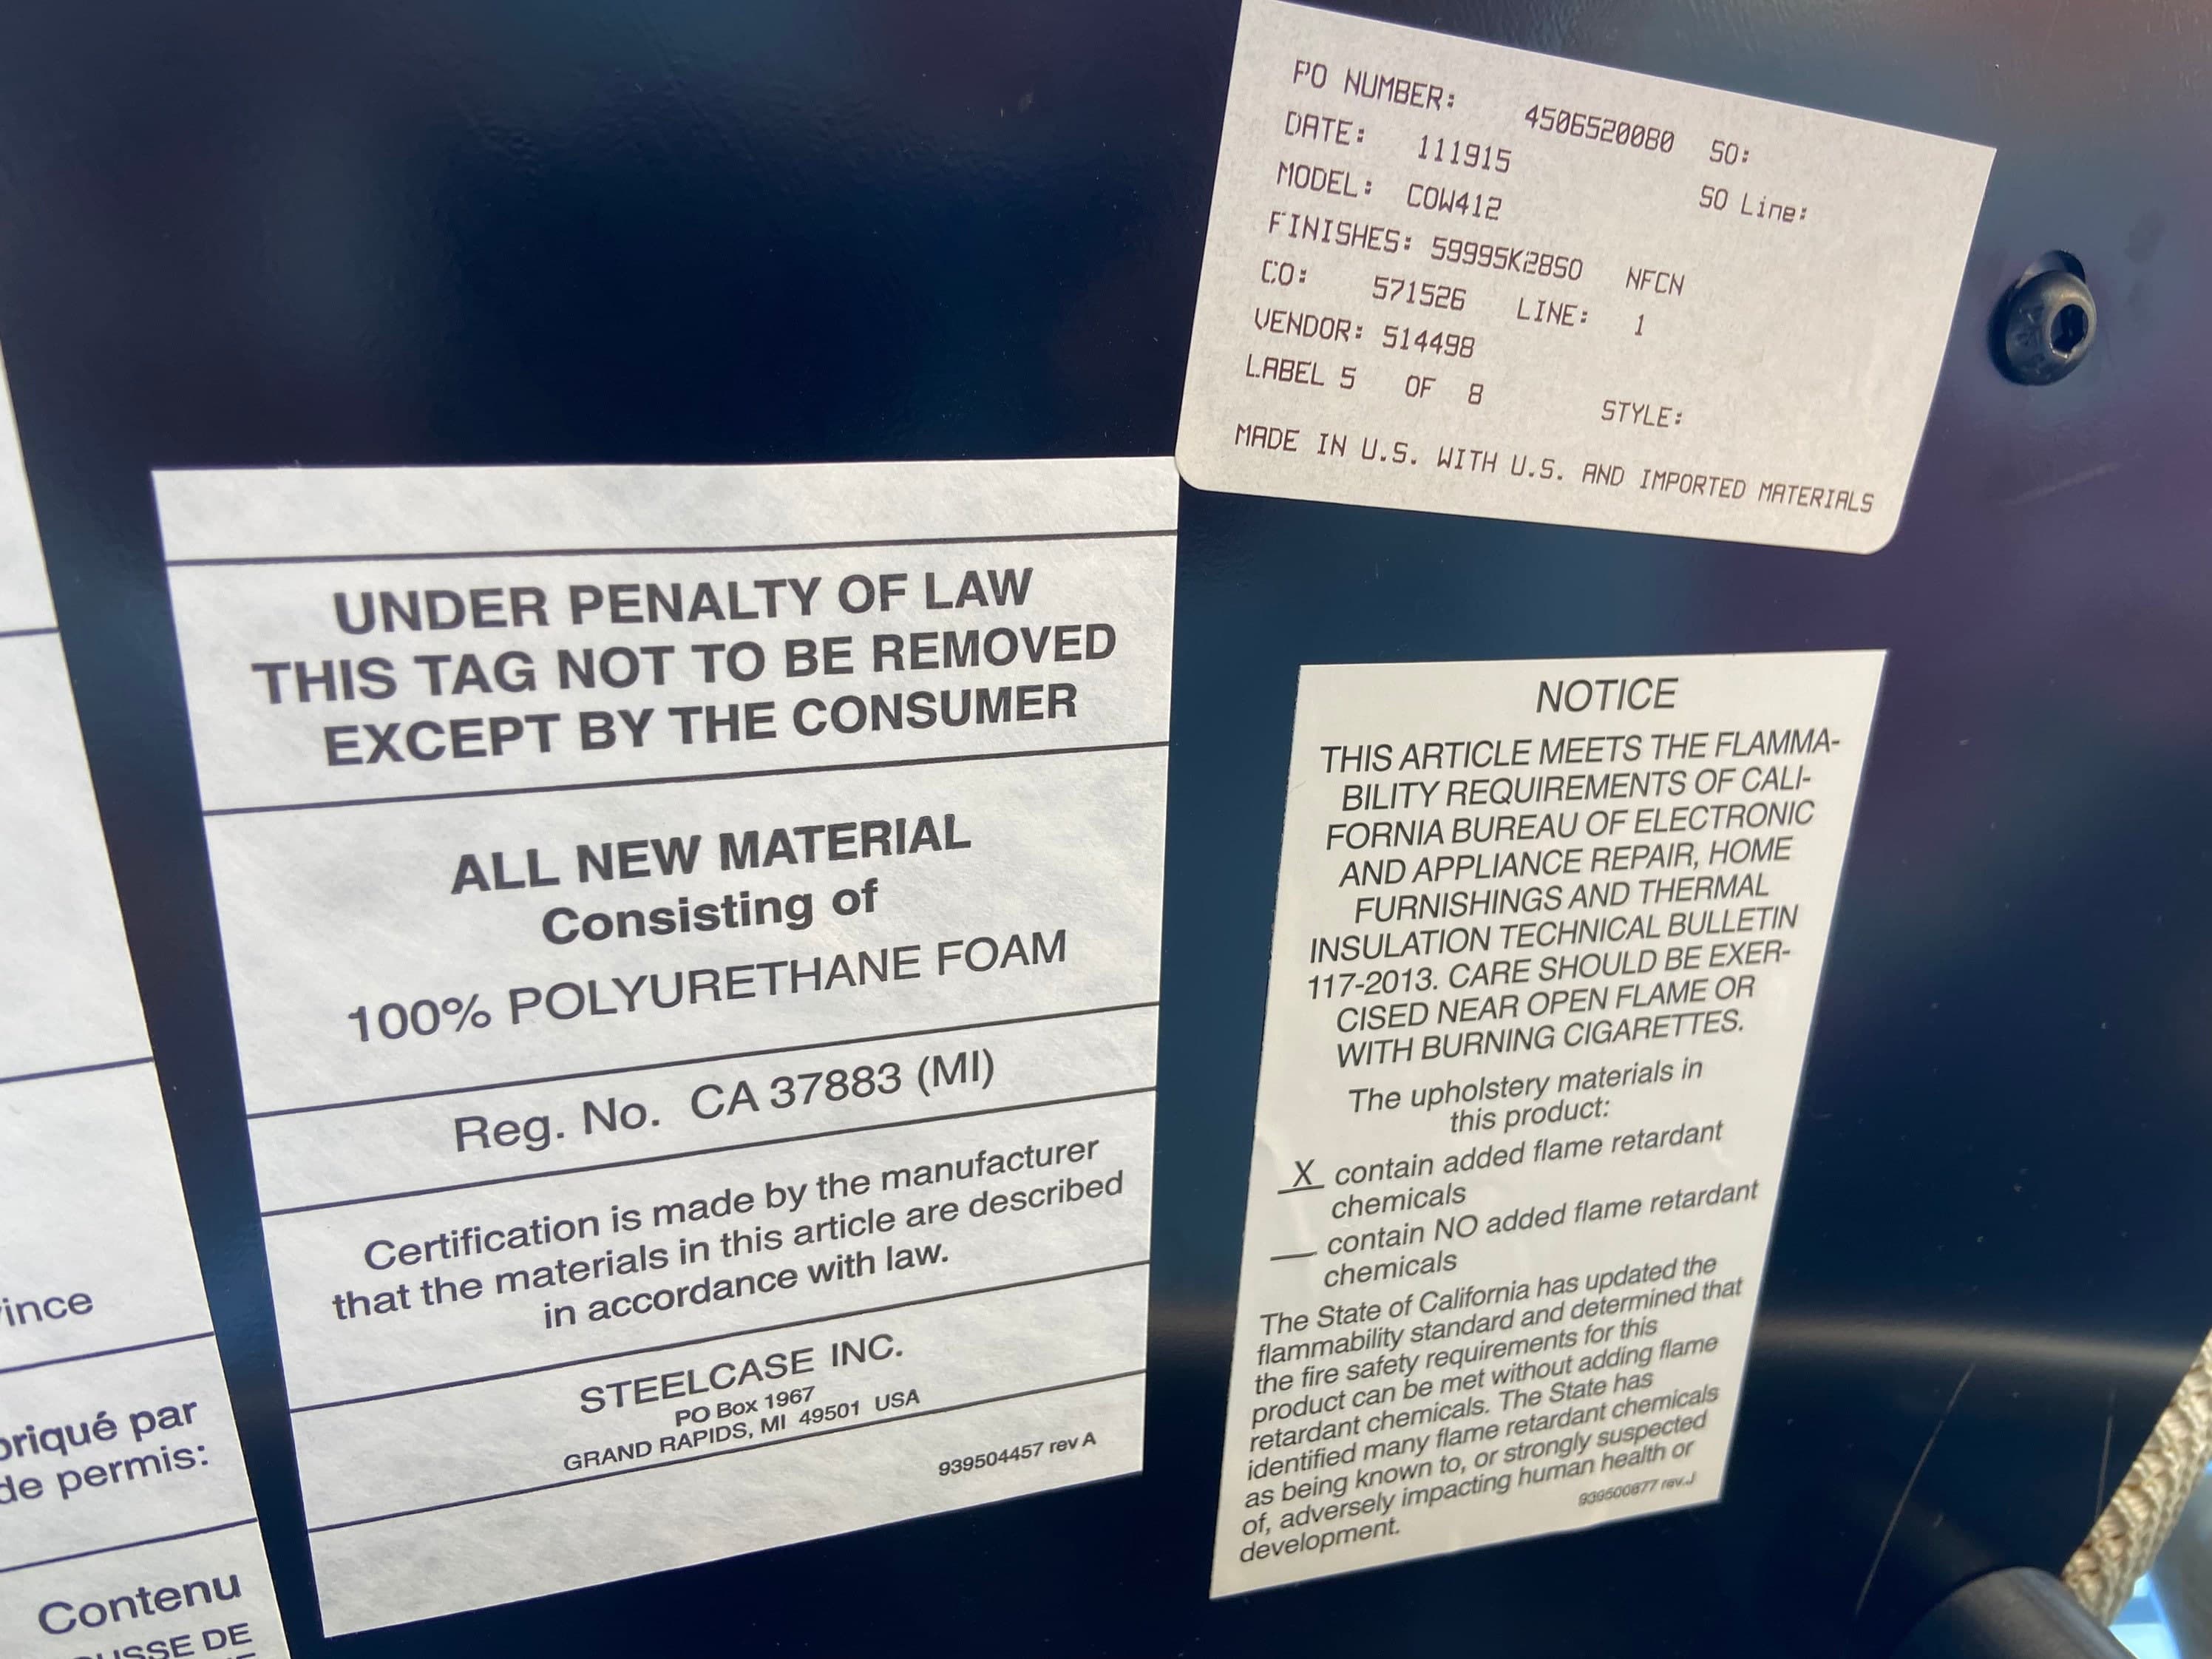 PO NUMBER: 4506520080 SO:
DATE: 111915 SO Line:
MODEL: COW412
FINISHES: 59995K28SO NFCN
CO: 571526 LINE: 1
VENDOR: 514498
LABEL 5 OF 8 STYLE:
MADE IN U.S. WITH U.S. AND IMPORTED MATERIALS
UNDER PENALTY OF LAW
THIS TAG NOT TO BE REMOVED
EXCEPT BY THE CONSUMER
ALL NEW MATERIAL
Consisting of
100% POLYURETHANE FOAM
Reg. No. CA 37883 (MI)
Certification is made by the manufacturer
that the materials in this article are described
in accordance with law.
STEELCASE INC.
PO Box 1967
GRAND RAPIDS, MI 49501 USA
939504457 rev A
NOTICE
THIS ARTICLE MEETS THE FLAMMA-
BILITY REQUIREMENTS OF CALI-
FORNIA BUREAU OF ELECTRONIC
AND APPLIANCE REPAIR, HOME
FURNISHINGS AND THERMAL
INSULATION TECHNICAL BULLETIN
117-2013. CARE SHOULD BE EXER-
CISED NEAR OPEN FLAME OR
WITH BURNING CIGARETTES.
The upholstery materials in
this product:
X contain added flame retardant
chemicals
__ contain NO added flame retardant
chemicals
The State of California has updated the
flammability standard and determined that
the fire safety requirements for this
product can be met without adding flame
retardant chemicals. The State has
identified many flame retardant chemicals
as being known to, or strongly suspected
of, adversely impacting human health or
development.
939500877 rev.J
ince
briqué par
de permis:
Contenu
USSE DE